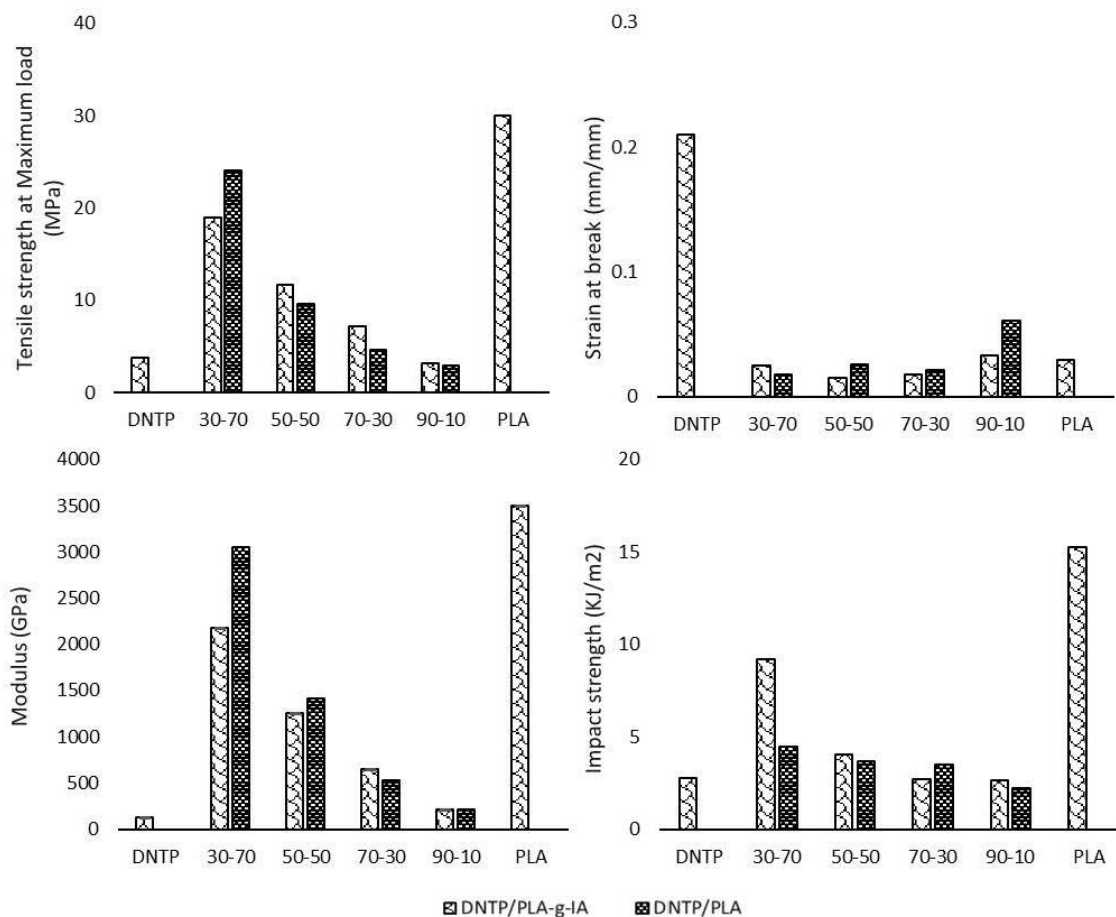 Tensile strength at Maximum load
(MPa)
40
30
20
10
0
DNTP 30-70 50-50 70-30 90-10 PLA
Strain at break (mm/mm)
0.3
0.2
0.1
0
DNTP 30-70 50-50 70-30 90-10 PLA
Modulus (GPa)
4000
3500
3000
2500
2000
1500
1000
500
0
DNTP 30-70 50-50 70-30 90-10 PLA
Impact strength (KJ/m2)
20
15
10
5
0
DNTP 30-70 50-50 70-30 90-10 PLA
DNTP/PLA-g-IA DNTP/PLA